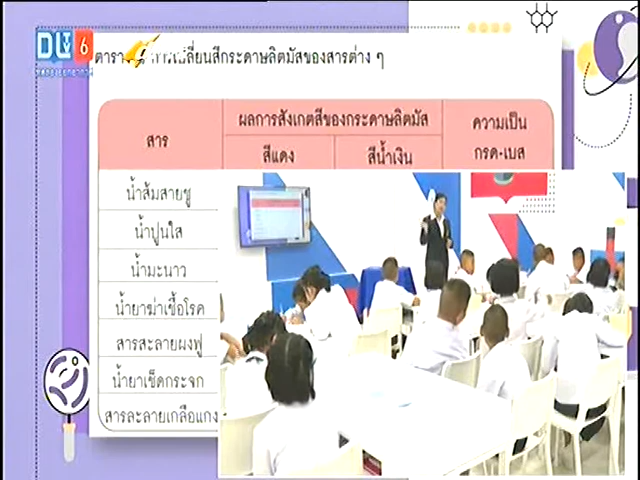 DLTV 6
การเปลี่ยนสีกระดาษลิตมัสของสารต่าง ๆ
สาร
ผลการสังเกตสีของกระดาษลิตมัส
ความเป็น
กรด-เบส
สีแดง
สีน้ำเงิน
น้ำส้มสายชู
น้ำปูนใส
น้ำมะนาว
น้ำยาฆ่าเชื้อโรค
สารสะลายผงฟู
น้ำยาเช็ดกระจก
สารละลายเกลือแกง